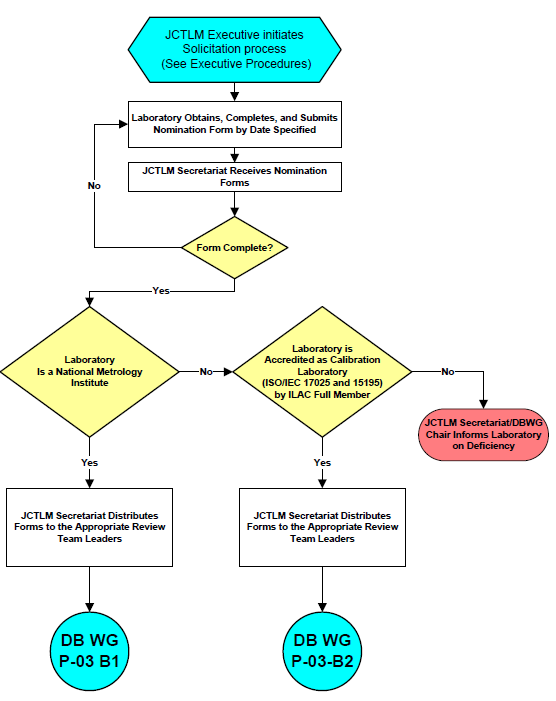 JCTLM Executive initiates
Solicitation process
(See Executive Procedures)
Laboratory Obtains, Completes, and Submits
Nomination Form by Date Specified
JCTLM Secretariat Receives Nomination
Forms
No
Form Complete?
Yes
Laboratory
Is a National Metrology
Institute
No
Laboratory is
Accredited as Calibration
Laboratory
(ISO/IEC 17025 and 15195)
by ILAC Full Member
No
JCTLM Secretariat/DBWG
Chair Informs Laboratory
on Deficiency
Yes
Yes
JCTLM Secretariat Distributes
Forms to the Appropriate Review
Team Leaders
JCTLM Secretariat Distributes
Forms to the Appropriate Review
Team Leaders
DB WG
P-03 B1
DB WG
P-03-B2